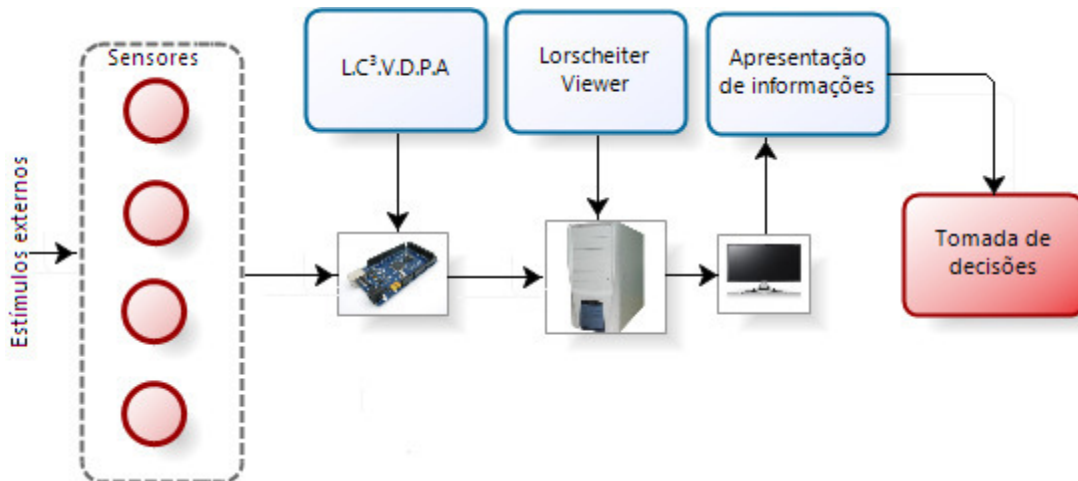 Estímulos externos
Sensores
L.C³.V.D.P.A
Lorscheiter
Viewer
Apresentação
de informações
Tomada de
decisões